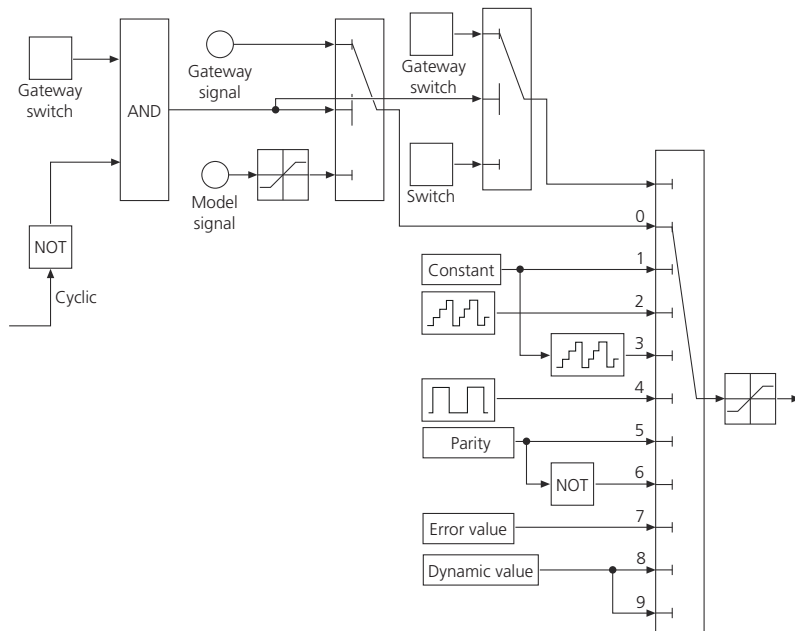 Gateway
switch
AND
NOT
Cyclic
Gateway
signal
Model
signal
Gateway
switch
Switch
0
1
Constant
2
3
4
5
Parity
NOT
6
7
Error value
8
Dynamic value
9